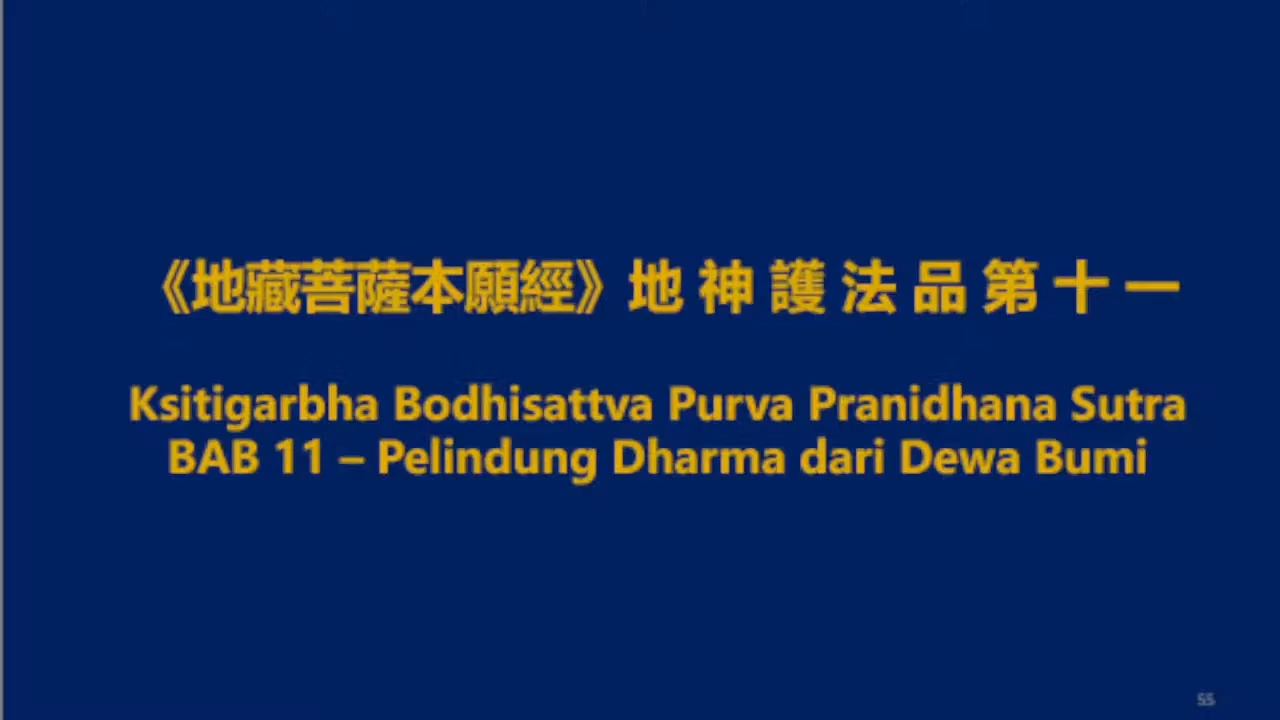 《地藏菩薩本願經》地神護法品第十一
Ksitigarbha Bodhisattva Purva Pranidhana Sutra
BAB 11 – Pelindung Dharma dari Dewa Bumi
55